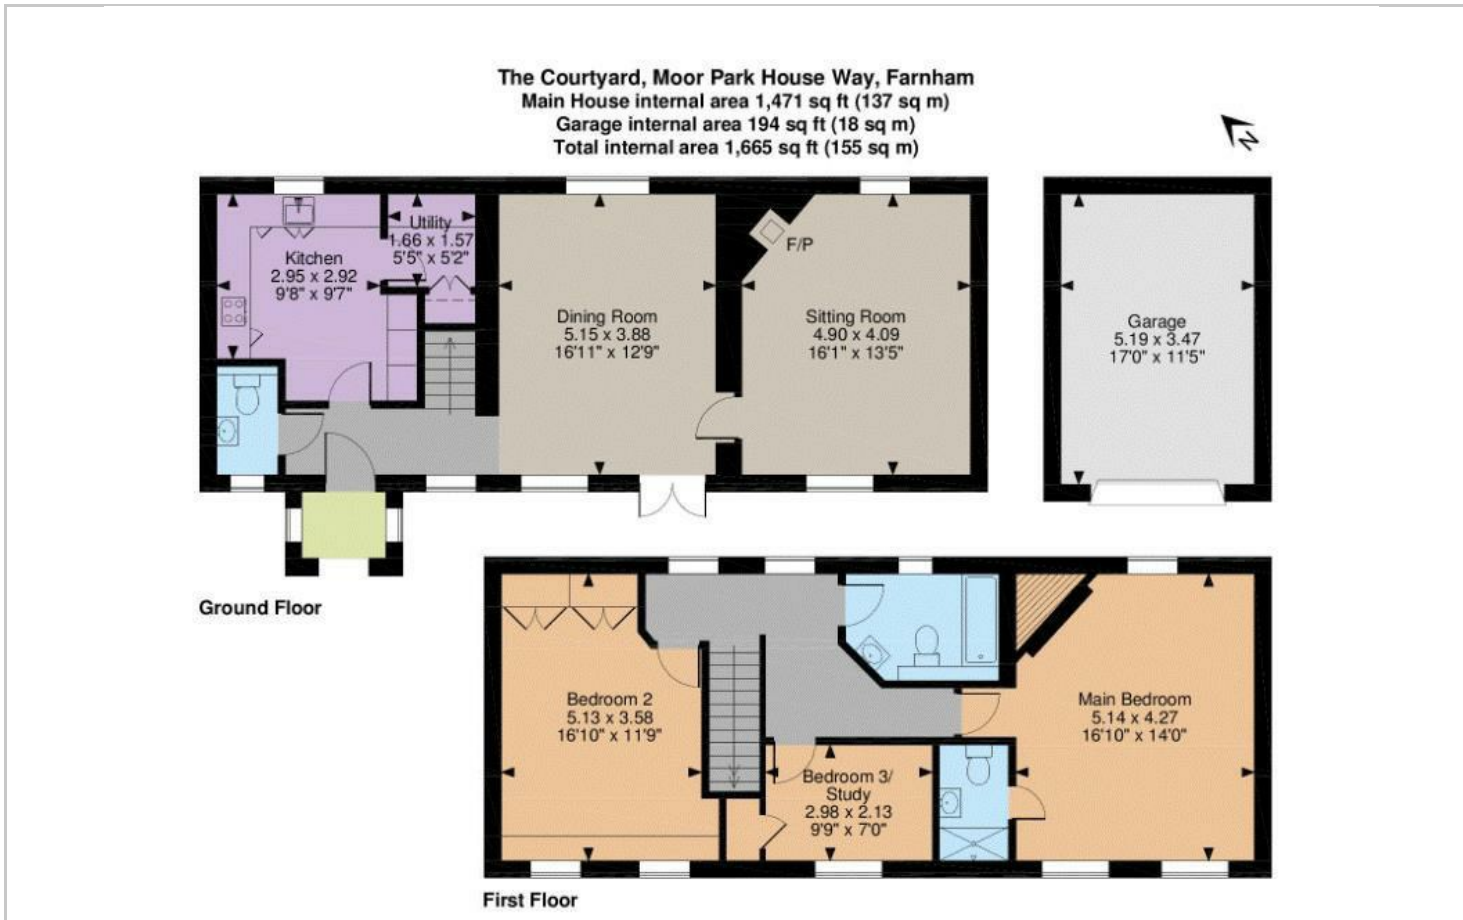 The Courtyard, Moor Park House Way, Farnham
Main House internal area 1,471 sq ft (137 sq m)
Garage internal area 194 sq ft (18 sq m)
Total internal area 1,665 sq ft (155 sq m)
N
Utility
1.66 x 1.57
5'5" x 5'2"
Kitchen
2.95 x 2.92
9'8" x 9'7"
F/P
Dining Room
5.15 x 3.88
16'11" x 12'9"
Sitting Room
4.90 x 4.09
16'1" x 13'5"
Garage
5.19 x 3.47
17'0" x 11'5"
Ground Floor
Bedroom 2
5.13 x 3.58
16'10" x 11'9"
Main Bedroom
5.14 x 4.27
16'10" x 14'0"
Bedroom 3/
Study
2.98 x 2.13
9'9" x 7'0"
First Floor